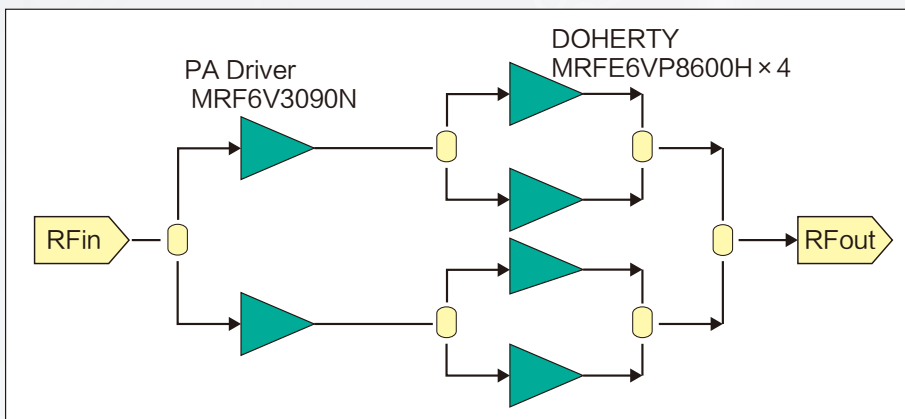 DOHERTY
MRFE6VP8600H × 4
PA Driver
MRF6V3090N
RFin
RFout